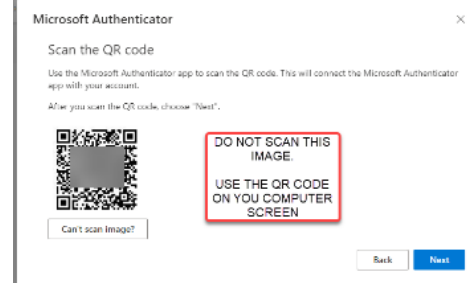 Microsoft Authenticator
Scan the QR code
Use the Microsoft Authenticator app to scan the QR code. This will connect the Microsoft Authenticator
app with your account.
After you scan the QR code, choose "Next".
DO NOT SCAN THIS
IMAGE.
USE THE QR CODE
ON YOU COMPUTER
SCREEN
Can't scan image?
Back
Next